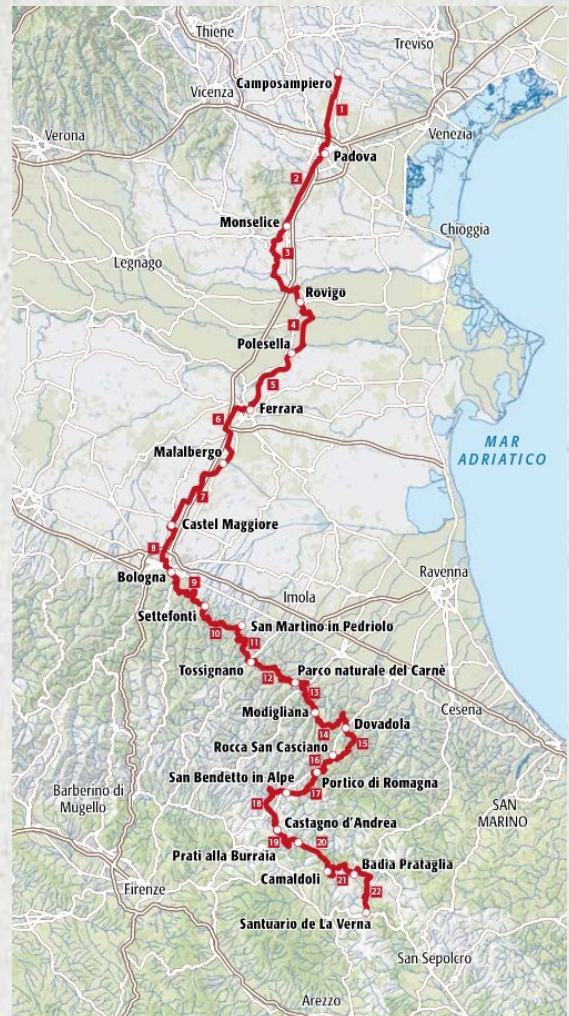 Thiene
Treviso
Camposampiero
Vicenza
1
Verona
Venezia
Padova
2
Monselice
Chioggia
3
Legnago
Rovigo
4
Polesella
5
Ferrara
6
MAR
ADRIATICO
Malalbergo
7
Castel Maggiore
8
Bologna
9
Ravenna
Imola
Settefonti
10
San Martino in Pedriolo
11
Tossignano
12
Parco naturale del Carnè
13
Modigliana
Cesena
14
Dovadola
15
Rocca San Casciano
16
San Bendetto in Alpe
Portico di Romagna
17
Barberino di
Mugello
18
SAN
MARINO
Castagno d'Andrea
19
20
Prati alla Burraia
Badia Prataglia
Camaldoli
21
22
Firenze
Santuario de La Verna
San Sepolcro
Arezzo